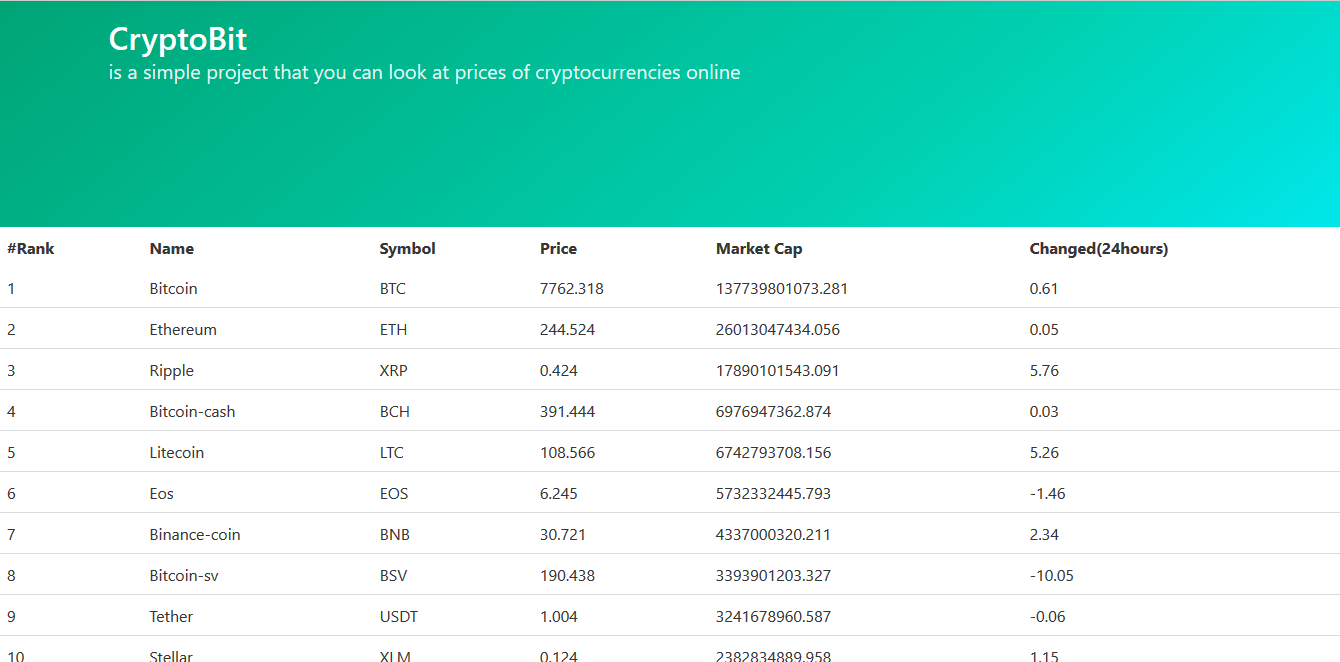 CryptoBit
is a simple project that you can look at prices of cryptocurrencies online
#Rank Name Symbol Price Market Cap Changed(24hours)
1 Bitcoin BTC 7762.318 137739801073.281 0.61
2 Ethereum ETH 244.524 26013047434.056 0.05
3 Ripple XRP 0.424 17890101543.091 5.76
4 Bitcoin-cash BCH 391.444 6976947362.874 0.03
5 Litecoin LTC 108.566 6742793708.156 5.26
6 Eos EOS 6.245 5732332445.793 -1.46
7 Binance-coin BNB 30.721 4337000320.211 2.34
8 Bitcoin-sv BSV 190.438 3393901203.327 -10.05
9 Tether USDT 1.004 3241678960.587 -0.06
10 Stellar XLM 0.124 2382834889.958 1.15